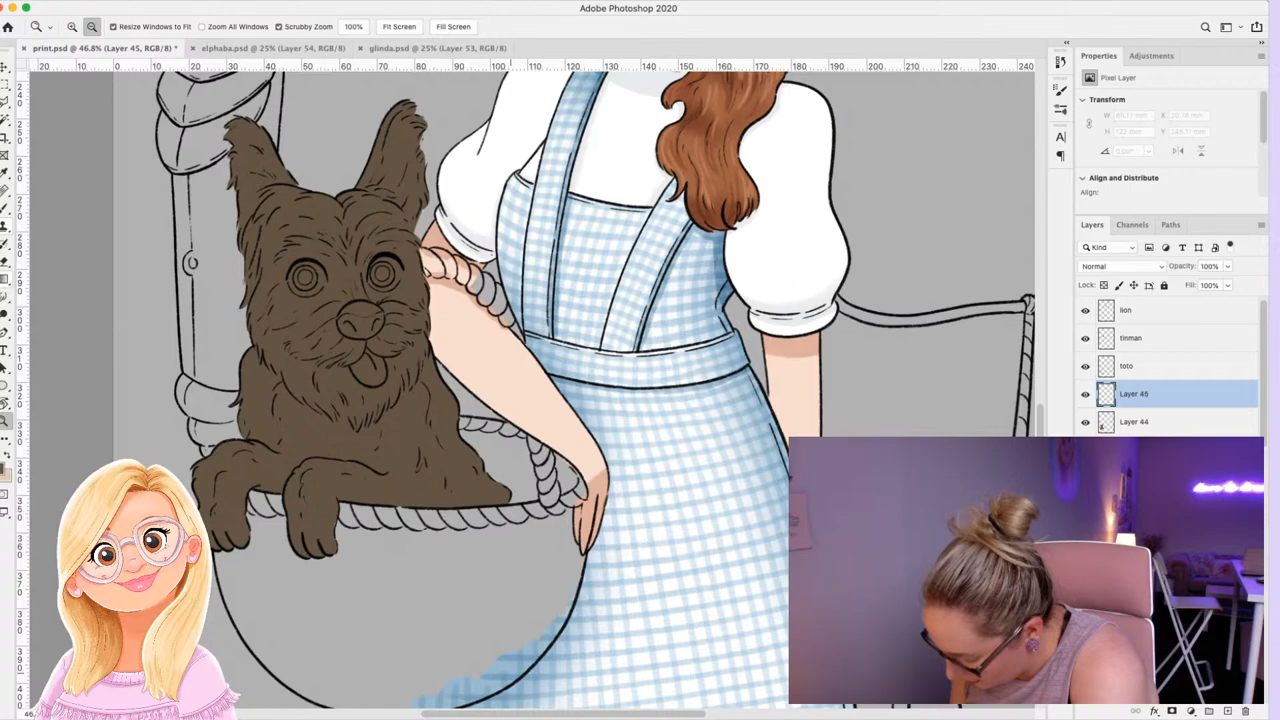 Adobe Photoshop 2020
Resize Windows to Fit Zoom All Windows Scrubby Zoom 100% Fit Screen Fill Screen
print.psd @ 46.8% (Layer 45, RGB/8) * elphaba.psd @ 25% (Layer 54, RGB/8) glinda.psd @ 25% (Layer 53, RGB/8)
20 10 0 10 20 30 40 50 60 70 80 90 100 110 120 130 140 150 160 170 180 190 200 210 220 230 240
Properties Adjustments
Pixel Layer
Transform
W X
H 122 mm Y
Align and Distribute
Align:
Layers Channels Paths
Kind
Normal Opacity: 100%
Lock: Fill: 100%
lion
tinman
toto
Layer 45
Layer 44
46.